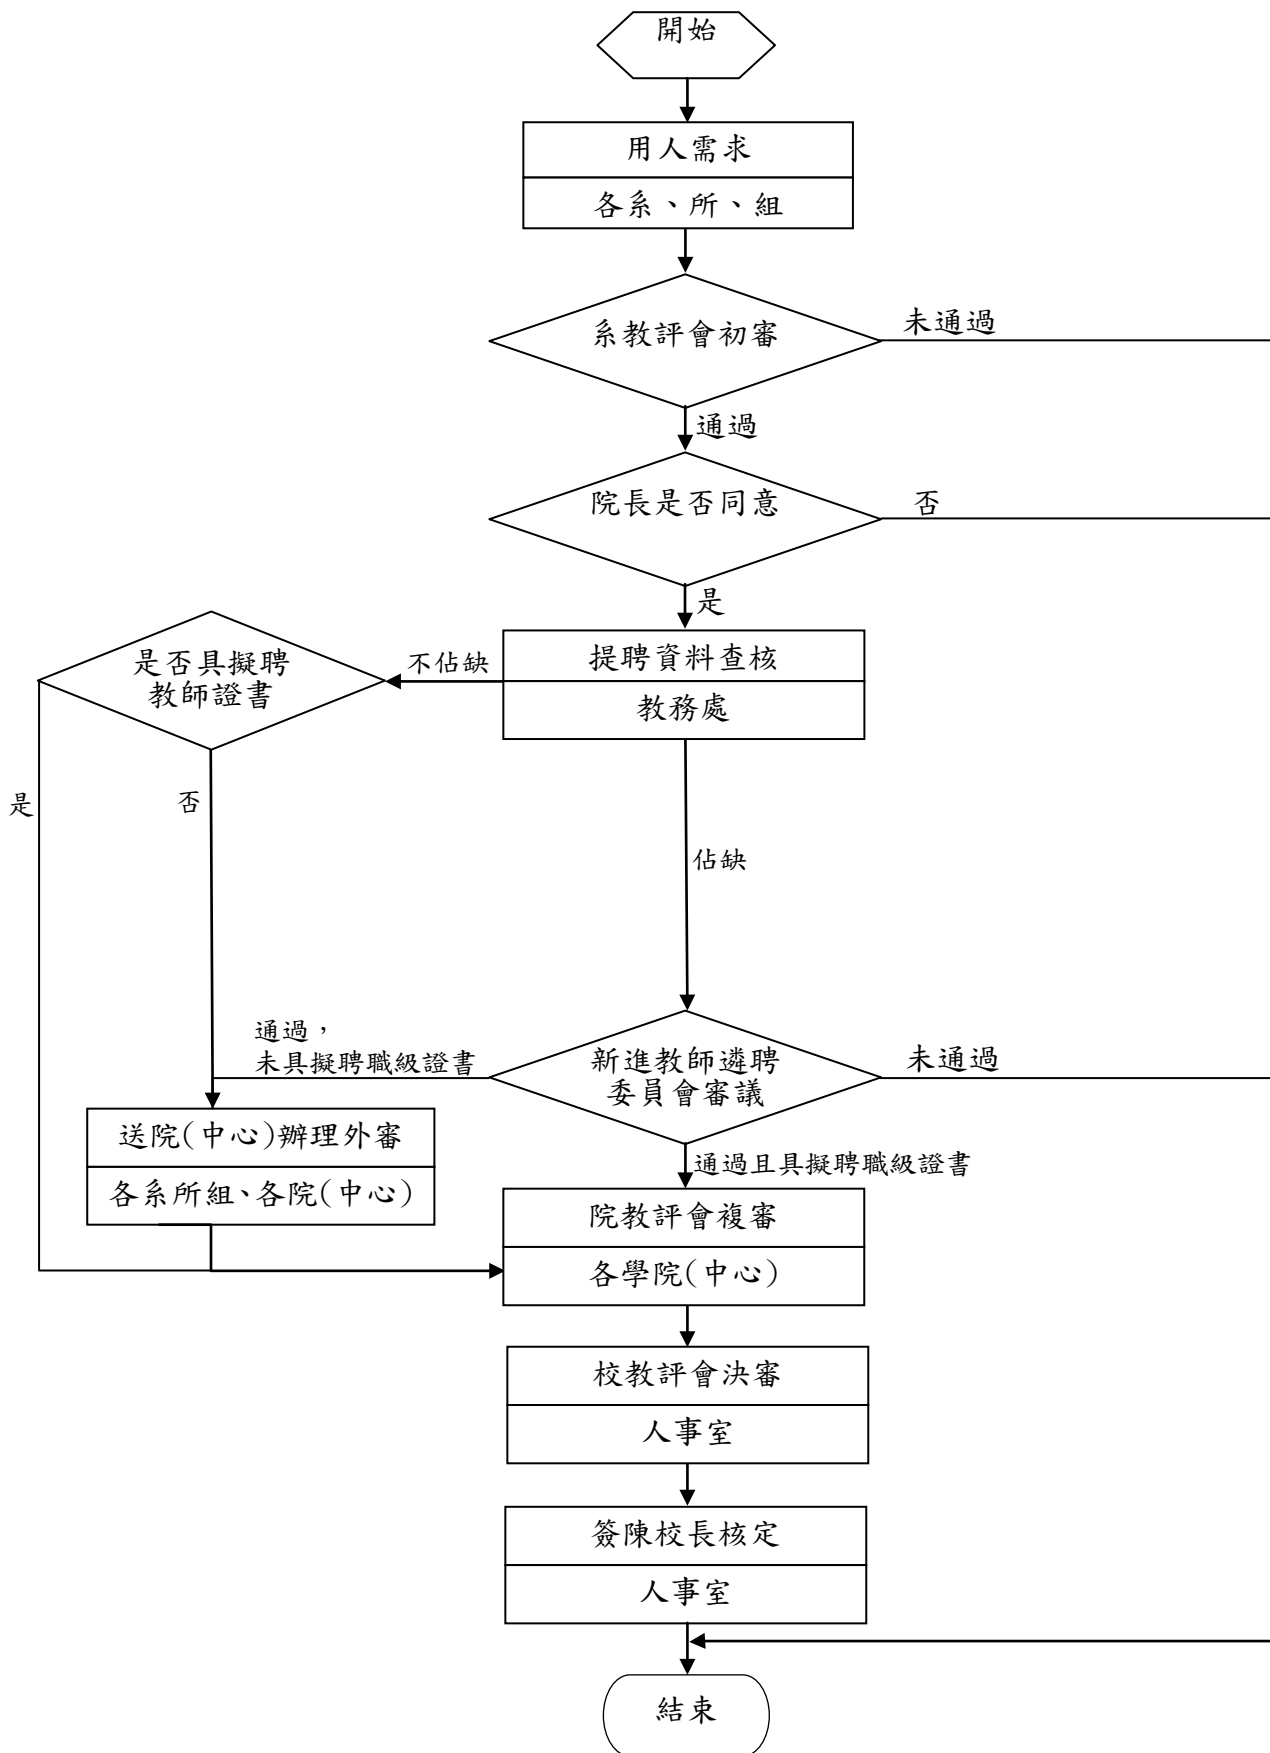 開始
用人需求
各系、所、組
系教評會初審
未通過
通過
院長是否同意
否
是
提聘資料查核
教務處
不佔缺
是否具擬聘
教師證書
是
否
佔缺
通過，
未具擬聘職級證書
新進教師遴聘
委員會審議
未通過
送院(中心)辦理外審
各系所組、各院(中心)
通過且具擬聘職級證書
院教評會複審
各學院(中心)
校教評會決審
人事室
簽陳校長核定
人事室
結束